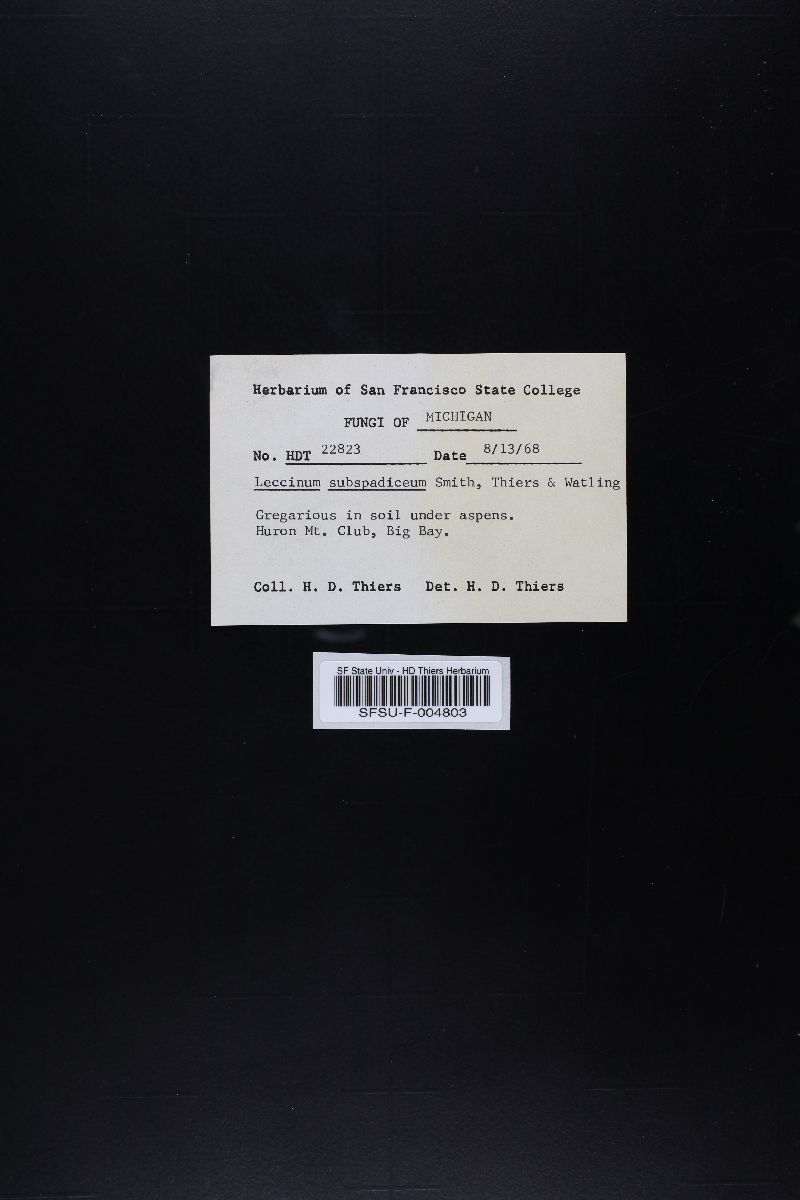 Herbarium of San Francisco State College
FUNGI OF MICHIGAN
No. HDT 22823 Date 8/13/68
Leccinum subspadiceum Smith, Thiers & Watling
Gregarious in soil under aspens.
Huron Mt. Club, Big Bay.
Coll. H. D. Thiers Det. H. D. Thiers
SF State Univ - HD Thiers Herbarium
SFSU-F-004803